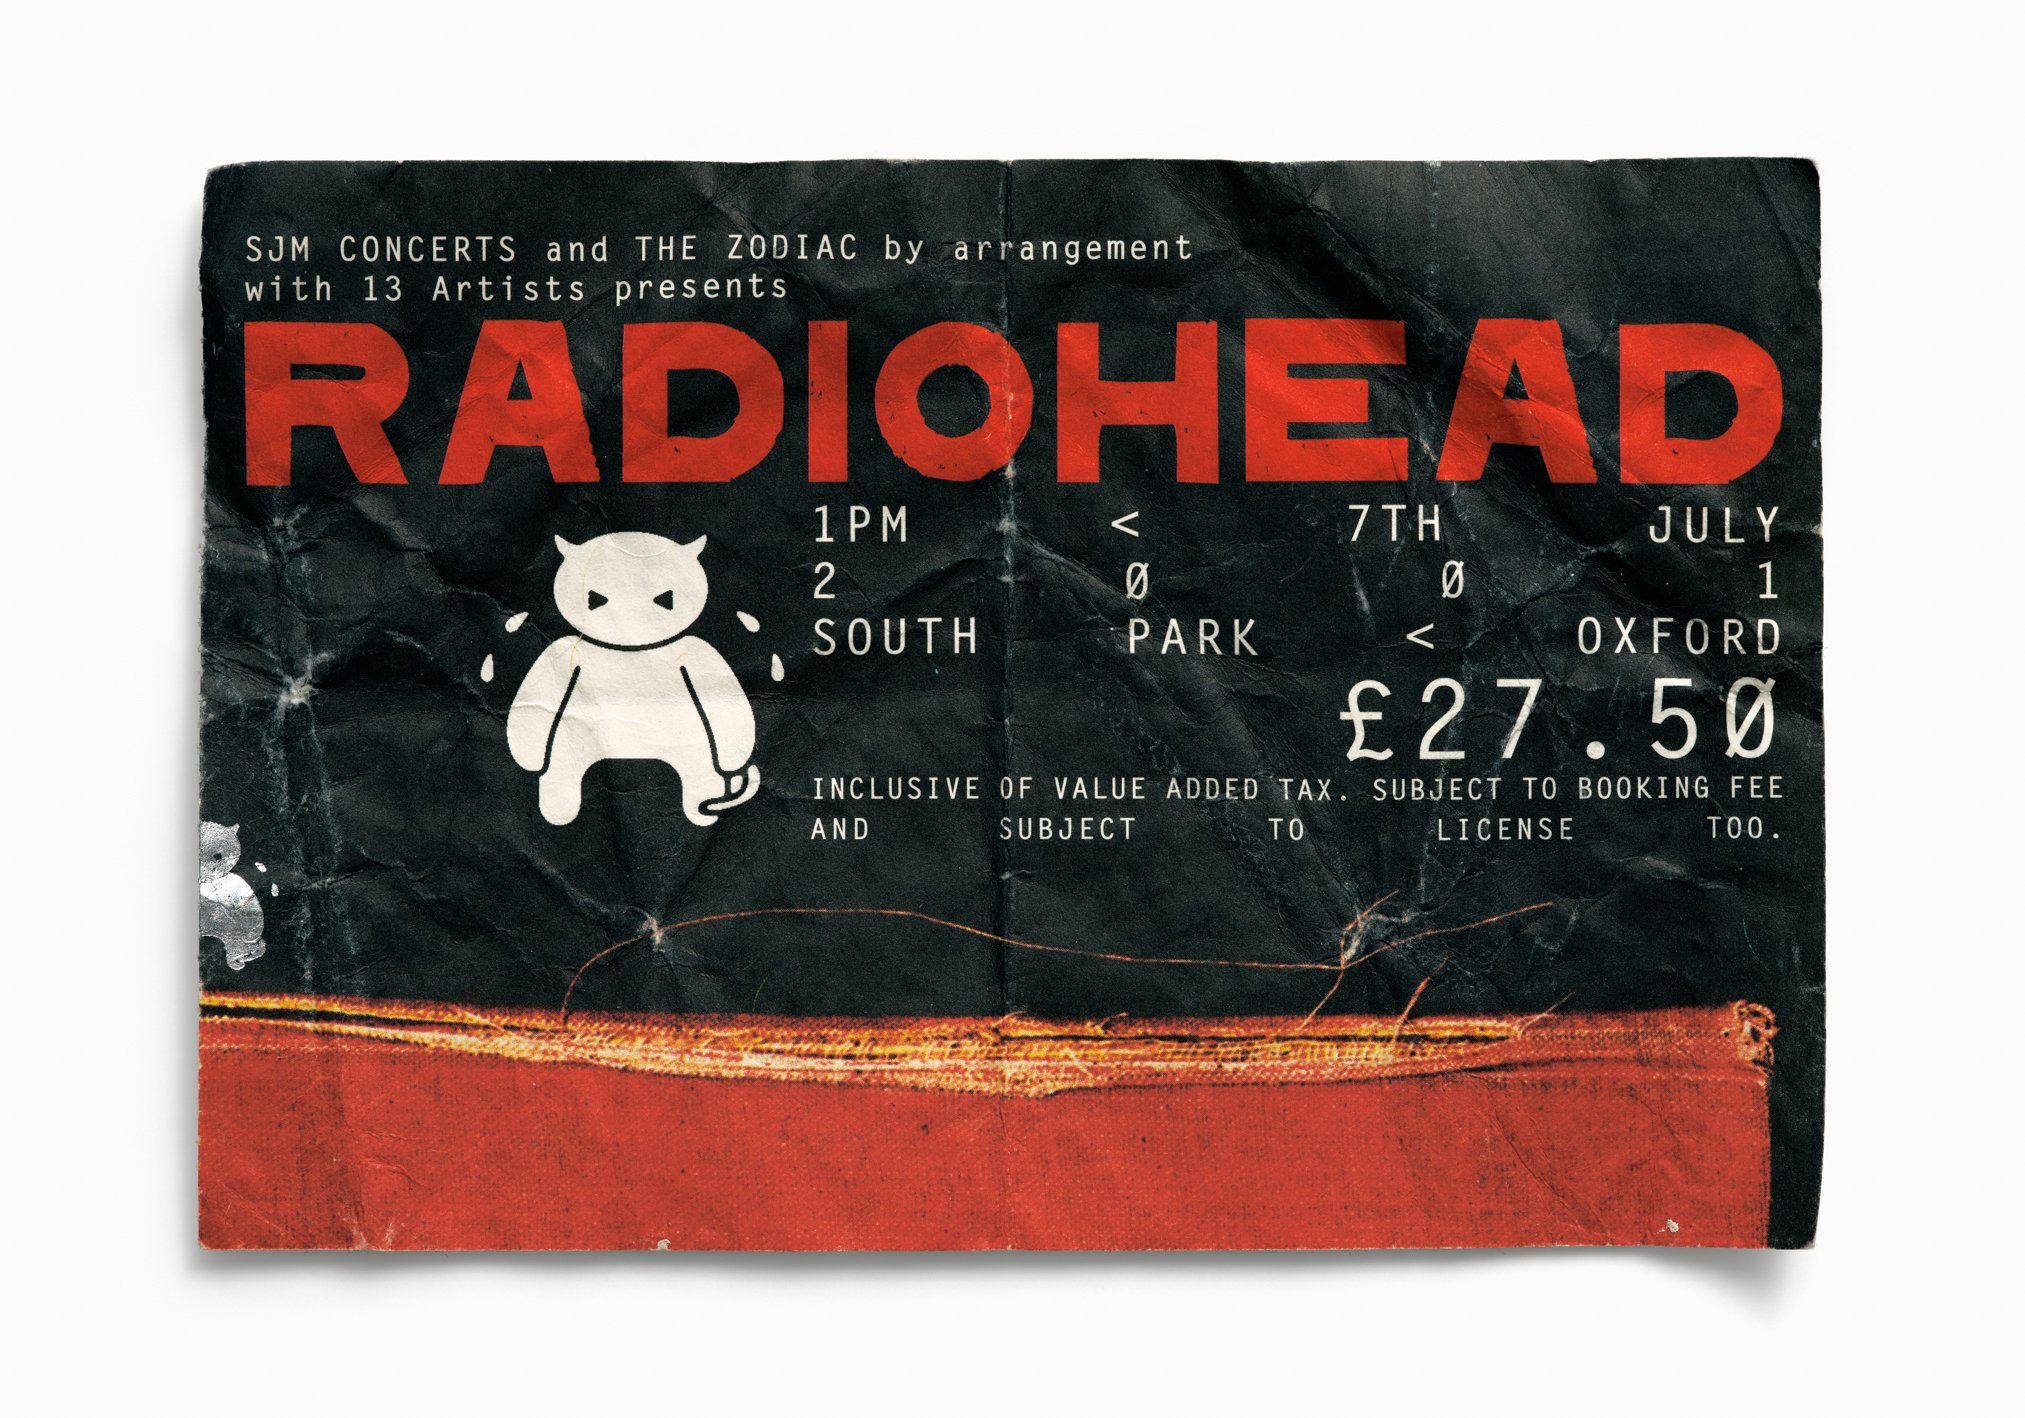 SJM CONCERTS and THE ZODIAC by arrangement
with 13 Artists presents
RADIOHEAD
1PM < 7TH JULY
2 Ø Ø 1
SOUTH PARK < OXFORD
£27.5Ø
INCLUSIVE OF VALUE ADDED TAX. SUBJECT TO BOOKING FEE
AND SUBJECT TO LICENSE TOO.